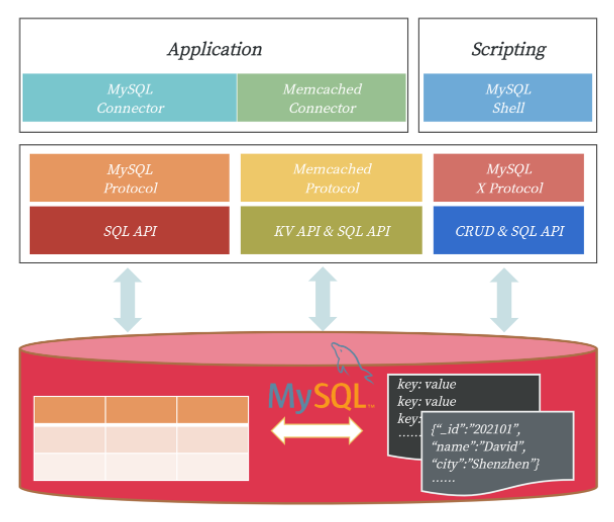 Application
Scripting
MySQL
Connector
Memcached
Connector
MySQL
Shell
MySQL
Protocol
Memcached
Protocol
MySQL
X Protocol
SQL API
KV API & SQL API
CRUD & SQL API
MySQL™
key: value
key: value
key:
......
{“_id":”202101”,
“name”:”David”,
“city”:”Shenzhen”}
......